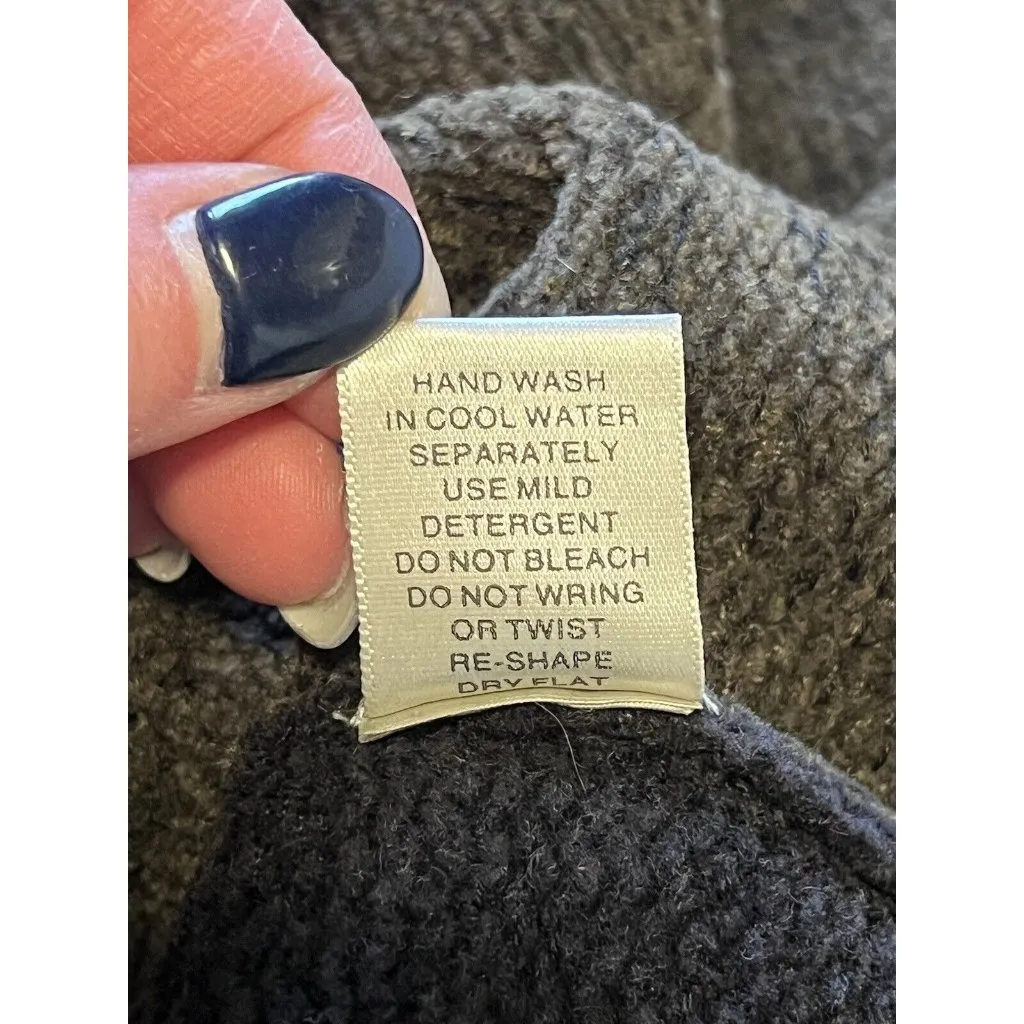 HAND WASH
IN COOL WATER
SEPARATELY
USE MILD
DETERGENT
DO NOT BLEACH
DO NOT WRING
OR TWIST
RE-SHAPE
DRY FLAT